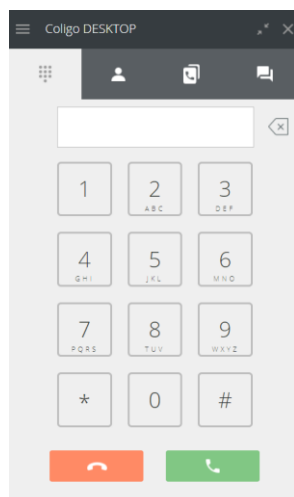 Coligo DESKTOP
1 2 3
ABC DEF
4 5 6
GHI JKL MNO
7 8 9
PQRS TUV WXYZ
* 0 #